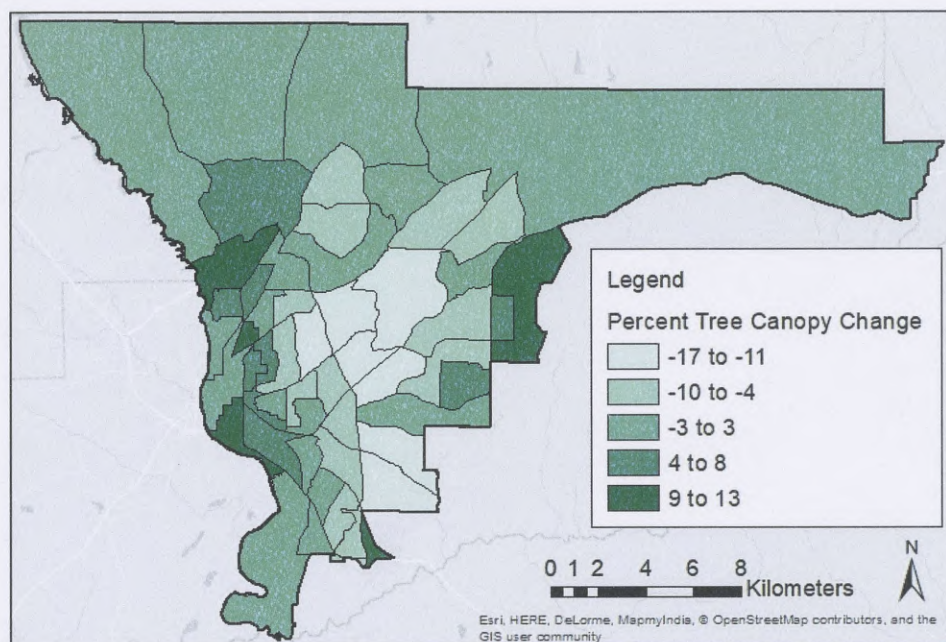 Legend
Percent Tree Canopy Change
-17 to -11
-10 to -4
-3 to 3
4 to 8
9 to 13
N
0 1 2 4 6 8
Kilometers
Esri, HERE, DeLorme, MapmyIndia, © OpenStreetMap contributors, and the
GIS user community